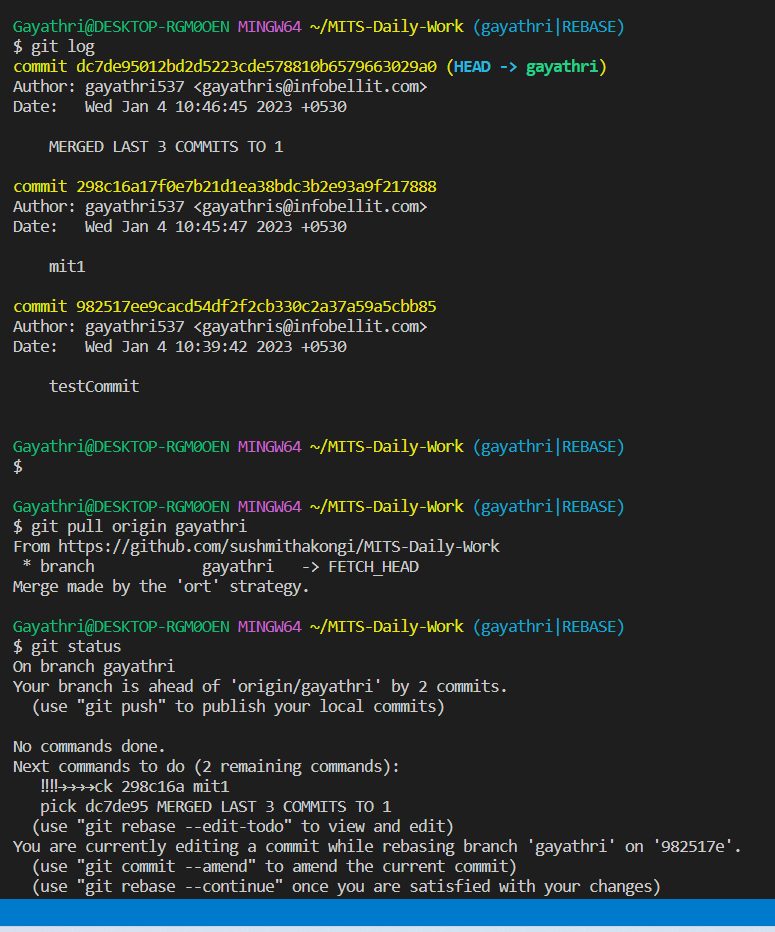 Gayathri@DESKTOP-RGM0OEN MINGW64 ~/MITS-Daily-Work (gayathri|REBASE)
$ git log
commit dc7de95012bd2d5223cde578810b6579663029a0 (HEAD -> gayathri)
Author: gayathri537 <gayathris@infobellit.com>
Date:   Wed Jan 4 10:46:45 2023 +0530

    MERGED LAST 3 COMMITS TO 1

commit 298c16a17f0e7b21d1ea38bdc3b2e93a9f217888
Author: gayathri537 <gayathris@infobellit.com>
Date:   Wed Jan 4 10:45:47 2023 +0530

    mit1

commit 982517ee9cacd54df2f2cb330c2a37a59a5cbb85
Author: gayathri537 <gayathris@infobellit.com>
Date:   Wed Jan 4 10:39:42 2023 +0530

    testCommit

Gayathri@DESKTOP-RGM0OEN MINGW64 ~/MITS-Daily-Work (gayathri|REBASE)
$

Gayathri@DESKTOP-RGM0OEN MINGW64 ~/MITS-Daily-Work (gayathri|REBASE)
$ git pull origin gayathri
From https://github.com/sushmithakongi/MITS-Daily-Work
 * branch            gayathri   -> FETCH_HEAD
Merge made by the 'ort' strategy.

Gayathri@DESKTOP-RGM0OEN MINGW64 ~/MITS-Daily-Work (gayathri|REBASE)
$ git status
On branch gayathri
Your branch is ahead of 'origin/gayathri' by 2 commits.
  (use "git push" to publish your local commits)

No commands done.
Next commands to do (2 remaining commands):
   ‼‼→→→→ck 298c16a mit1
   pick dc7de95 MERGED LAST 3 COMMITS TO 1
  (use "git rebase --edit-todo" to view and edit)
You are currently editing a commit while rebasing branch 'gayathri' on '982517e'.
  (use "git commit --amend" to amend the current commit)
  (use "git rebase --continue" once you are satisfied with your changes)